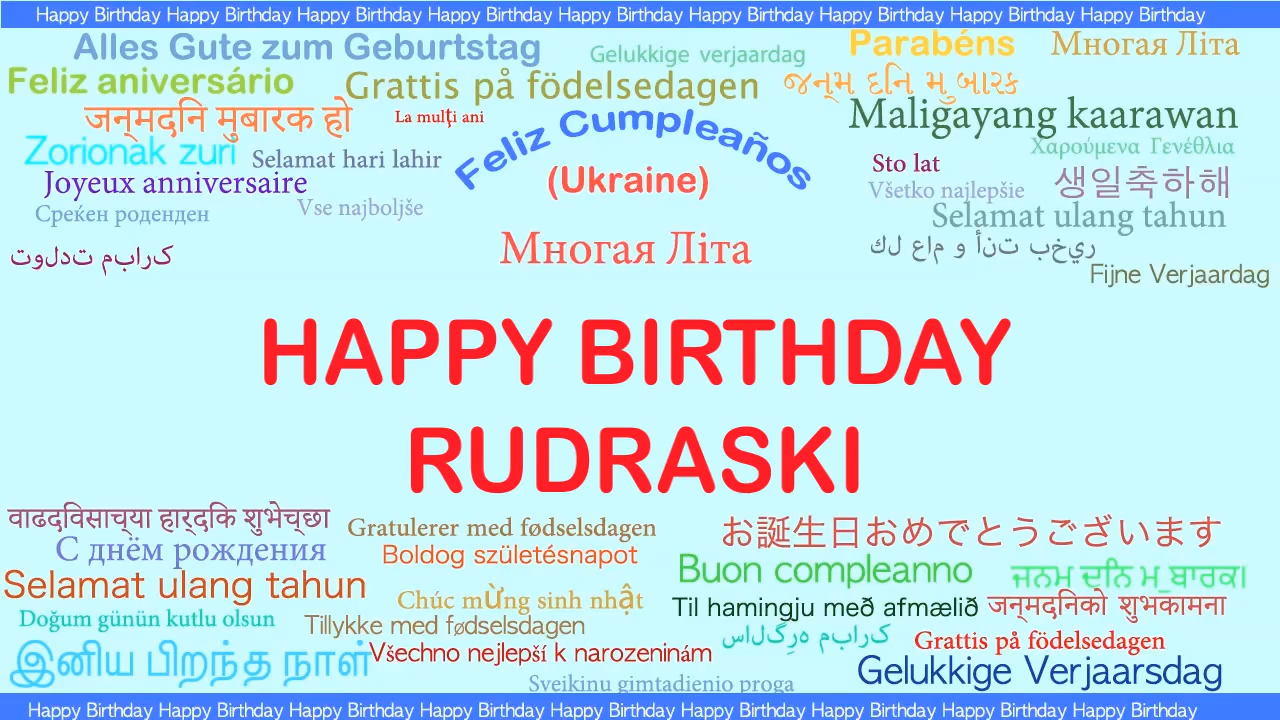 Happy Birthday Happy Birthday Happy Birthday Happy Birthday Happy Birthday Happy Birthday Happy Birthday Happy Birthday Happy Birthday
Alles Gute zum Geburtstag
Gelukkige verjaardag
Parabéns
Многая Літа
Feliz aniversário
Grattis på födelsedagen
જન્મ દિન મુબારક
जन्मदिन मुबारक हो
La mulţi ani
Feliz Cumpleaños
Maligayang kaarawan
Zorionak zuri
Selamat hari lahir
(Ukraine)
Sto lat
Χαρούμενα Γενέθλια
Joyeux anniversaire
Všetko najlepšie
생일축하해
Среќен роденден
Vse najboljše
Selamat ulang tahun
تولدت مبارک
Многая Літа
كل عام و أنت بخير
Fijne Verjaardag
HAPPY BIRTHDAY
RUDRASKI
वाढदिवसाच्या हार्दिक शुभेच्छा
Gratulerer med fødselsdagen
お誕生日おめでとうございます
С днём рождения
Boldog születésnapot
Buon compleanno
ਜਨਮ ਦਿਨ ਮੁਬਾਰਕ।
Selamat ulang tahun
Chúc mừng sinh nhật
Til hamingju með afmælið
जन्मदिनको शुभकामना
Doğum günün kutlu olsun
Tillykke med fødselsdagen
سالگرہ مبارک
Grattis på födelsedagen
இனிய பிறந்த நாள்
Všechno nejlepší k narozeninám
Gelukkige Verjaarsdag
Sveikinu gimtadienio proga
Happy Birthday Happy Birthday Happy Birthday Happy Birthday Happy Birthday Happy Birthday Happy Birthday Happy Birthday Happy Birthday